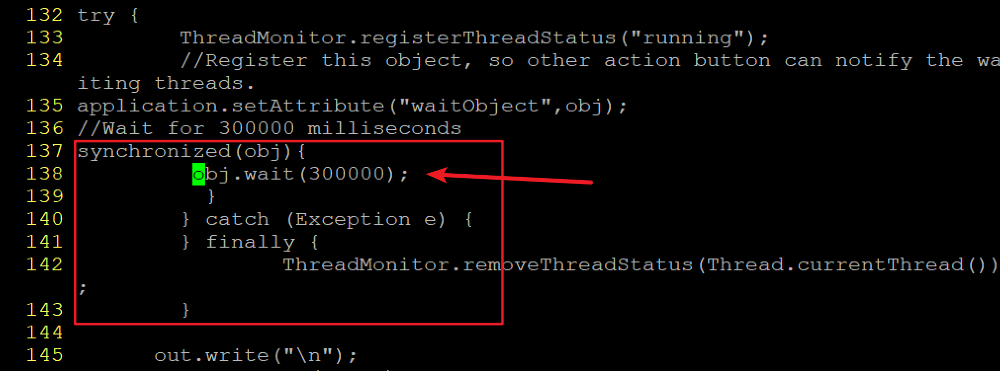 132 try {
133 ThreadMonitor.registerThreadStatus("running");
134 //Register this object, so other action button can notify the wa
iting threads.
135 application.setAttribute("waitObject",obj);
136 //Wait for 300000 milliseconds
137 synchronized(obj){
138 obj.wait(300000);
139 }
140 } catch (Exception e) {
141 } finally {
142 ThreadMonitor.removeThreadStatus(Thread.currentThread())
;
143 }
144
145 out.write("\n");